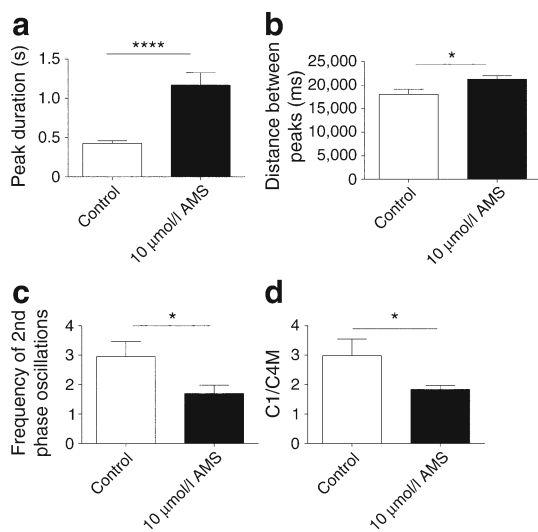 a
****
Peak duration (s)
1.5
1.0
0.5
0
Control
10 µmol/l AMS
b
*
Distance between
peaks (ms)
25,000
20,000
15,000
10,000
5,000
0
Control
10 µmol/l AMS
c
*
Frequency of 2nd
phase oscillations
4
3
2
1
0
Control
10 µmol/l AMS
d
*
C1/C4M
4
3
2
1
0
Control
10 µmol/l AMS